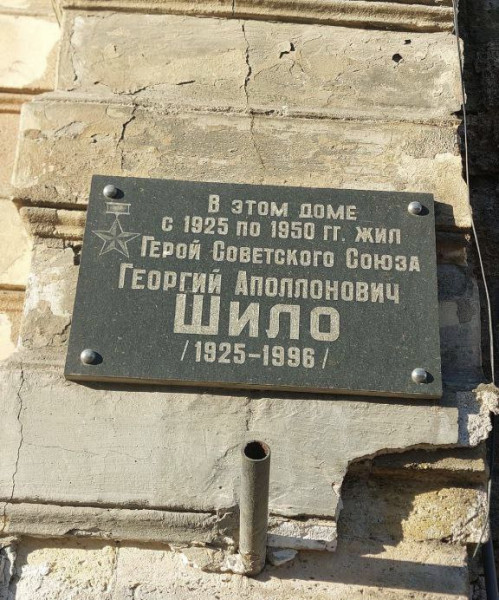 В этом доме
с 1925 по 1950 гг. жил
Герой Советского Союза
Георгий Аполлонович
Шило
/1925-1996/